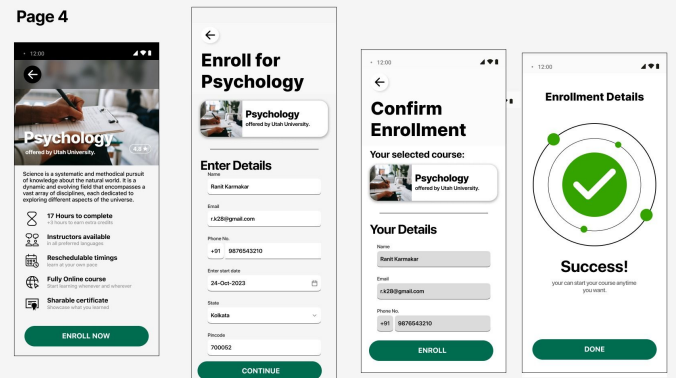 Page 4
12:00
Psychology
offered by Utah University.
4.8 ★
Science is a systematic and methodical pursuit
of knowledge about the natural world. It is a
dynamic and evolving field that encompasses a
vast array of disciplines, each dedicated to
exploring different aspects of the universe.
17 Hours to complete
+3 hours to earn extra credits
Instructors available
In all preferred languages
Reschedulable timings
learn at your own pace
Fully Online course
Start learning whenever and wherever
Sharable certificate
Showcase what you learned
ENROLL NOW
Enroll for
Psychology
Psychology
offered by Utah University.
Enter Details
Name
Ranit Karmakar
Email
r.k28@gmail.com
Phone No.
+91 9876543210
Enter start date
24-Oct-2023
State
Kolkata
Pincode
700052
CONTINUE
12:00
Confirm
Enrollment
Your selected course:
Psychology
offered by Utah University.
Your Details
Name
Ranit Karmakar
Email
r.k28@gmail.com
Phone No.
+91 9876543210
ENROLL
12:00
Enrollment Details
Success!
your can start your course anytime
you want.
DONE